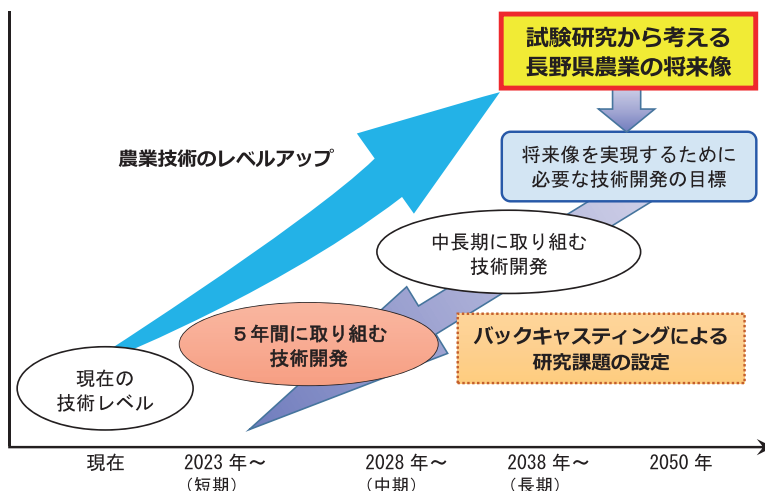 試験研究から考える
長野県農業の将来像
農業技術のレベルアップ
将来像を実現するために
必要な技術開発の目標
中長期に取り組む
技術開発
5年間に取り組む
技術開発
バックキャスティングによる
研究課題の設定
現在の
技術レベル
現在
2023 年～
(短期)
2028 年～
(中期)
2038 年～
(長期)
2050 年